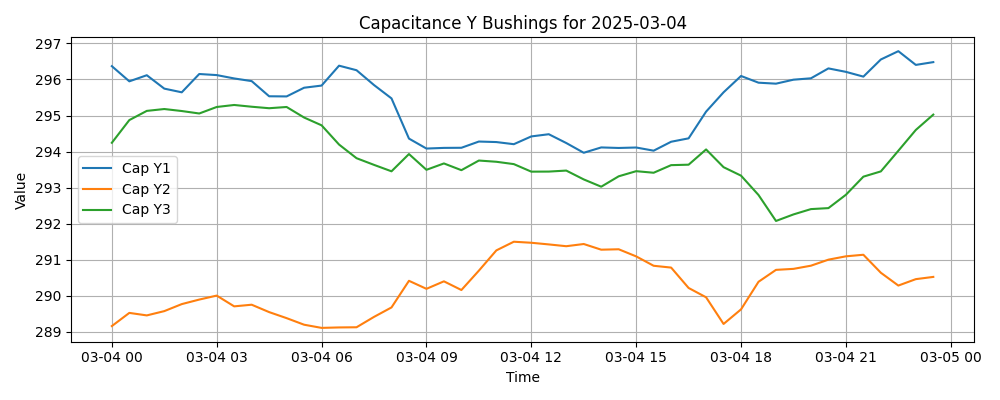 Capacitance Y Bushings for 2025-03-04
297
296
295
294
293
292
291
290
289
Value
Cap Y1
Cap Y2
Cap Y3
03-04 00 03-04 03 03-04 06 03-04 09 03-04 12 03-04 15 03-04 18 03-04 21 03-05 00
Time